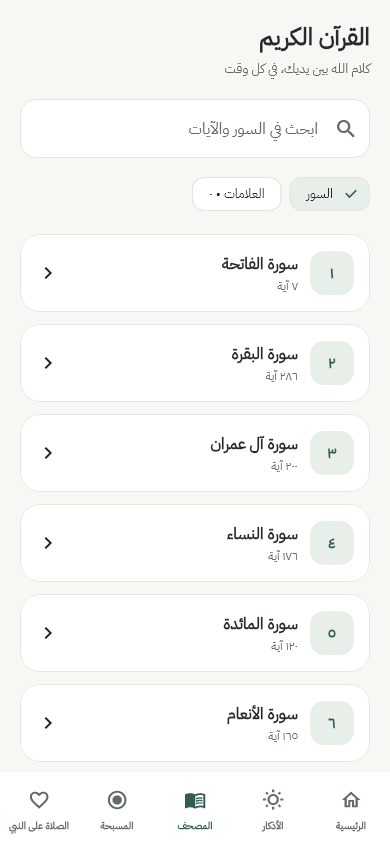 القرآن الكريم
كلام الله بين يديك، في كل وقت
ابحث في السور والآيات
السور
العلامات • ٠
١
سورة الفاتحة
٧ آية
٢
سورة البقرة
٢٨٦ آية
٣
سورة آل عمران
٢٠٠ آية
٤
سورة النساء
١٧٦ آية
٥
سورة المائدة
١٢٠ آية
٦
سورة الأنعام
١٦٥ آية
الرئيسية
الأذكار
المصحف
المسبحة
الصلاة على النبي